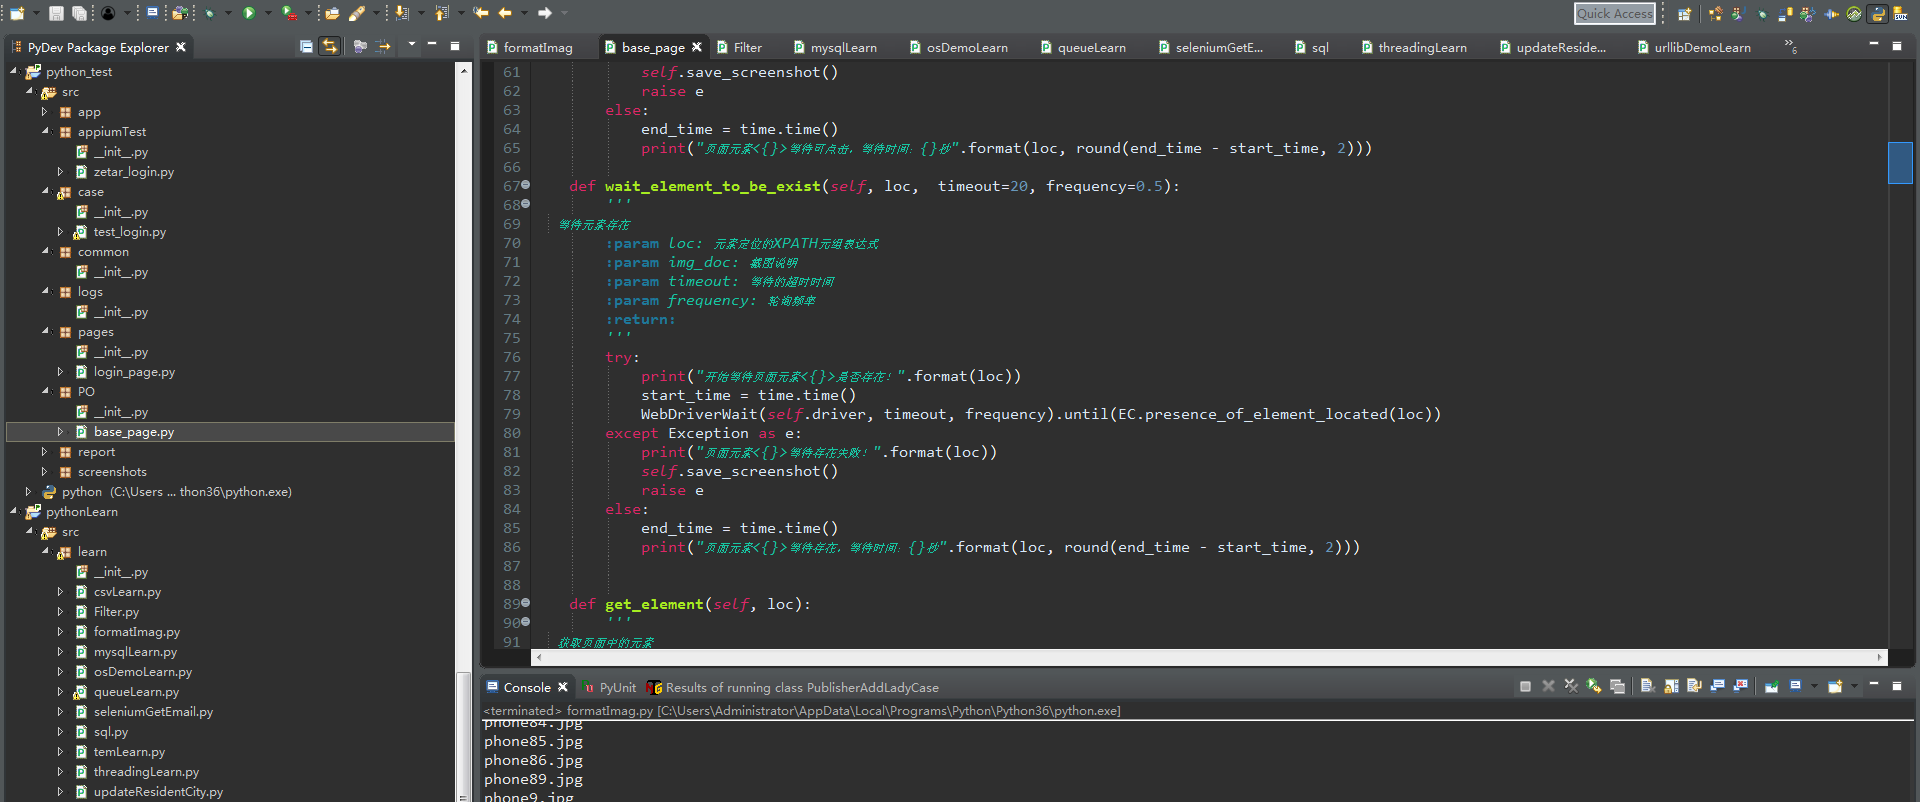 Quick Access
PyDev Package Explorer
python_test
src
app
appiumTest
__init__.py
zetar_login.py
case
__init__.py
test_login.py
common
__init__.py
logs
__init__.py
pages
__init__.py
login_page.py
PO
__init__.py
base_page.py
report
screenshots
python (C:\Users ... thon36\python.exe)
pythonLearn
src
learn
__init__.py
csvLearn.py
Filter.py
formatImag.py
mysqlLearn.py
osDemoLearn.py
queueLearn.py
seleniumGetEmail.py
sql.py
temLearn.py
threadingLearn.py
updateResidentCity.py
formatImag base_page Filter mysqlLearn osDemoLearn queueLearn seleniumGetE... sql threadingLearn updateReside... urllibDemoLearn »6
61 self.save_screenshot()
62 raise e
63 else:
64 end_time = time.time()
65 print("页面元素<{}>等待可点击，等待时间：{}秒".format(loc, round(end_time - start_time, 2)))
66
67 def wait_element_to_be_exist(self, loc,  timeout=20, frequency=0.5):
68 '''
69 等待元素存在
70 :param loc: 元素定位的XPATH元组表达式
71 :param img_doc: 截图说明
72 :param timeout: 等待的超时时间
73 :param frequency: 轮询频率
74 :return:
75 '''
76 try:
77 print("开始等待页面元素<{}>是否存在！".format(loc))
78 start_time = time.time()
79 WebDriverWait(self.driver, timeout, frequency).until(EC.presence_of_element_located(loc))
80 except Exception as e:
81 print("页面元素<{}>等待存在失败！".format(loc))
82 self.save_screenshot()
83 raise e
84 else:
85 end_time = time.time()
86 print("页面元素<{}>等待存在，等待时间：{}秒".format(loc, round(end_time - start_time, 2)))
87
88
89 def get_element(self, loc):
90 '''
91 获取页面中的元素
Console PyUnit Results of running class PublisherAddLadyCase
<terminated> formatImag.py [C:\Users\Administrator\AppData\Local\Programs\Python\Python36\python.exe]
phone84.jpg
phone85.jpg
phone86.jpg
phone89.jpg
phone9.jpg